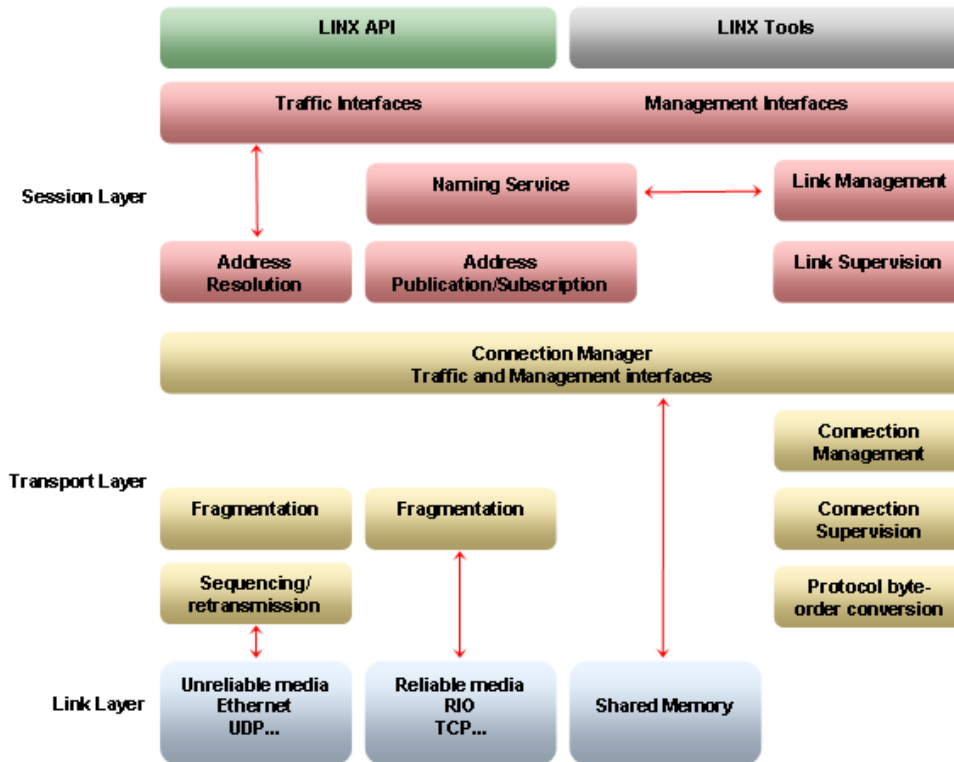 LINX API
LINX Tools
Traffic Interfaces
Management Interfaces
Session Layer
Naming Service
Link Management
Address
Resolution
Address
Publication/Subscription
Link Supervision
Connection Manager
Traffic and Management interfaces
Transport Layer
Connection
Management
Fragmentation
Fragmentation
Connection
Supervision
Sequencing/
retransmission
Protocol byte-
order conversion
Link Layer
Unreliable media
Ethernet
UDP...
Reliable media
RIO
TCP...
Shared Memory